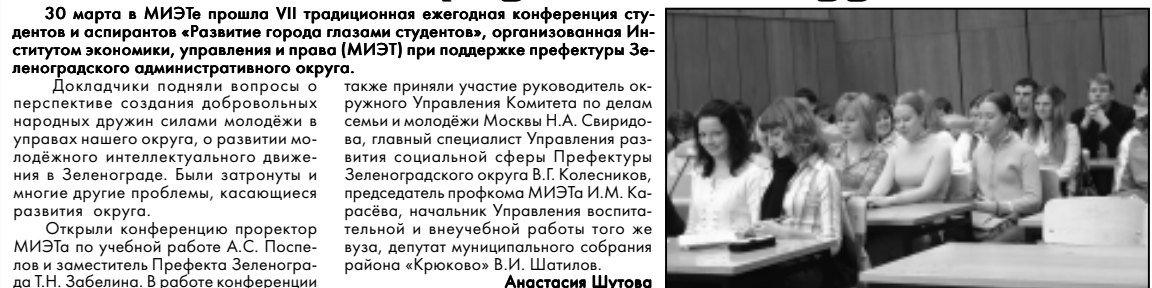 30 марта в МИЭТе прошла VII традиционная ежегодная конференция сту-
дентов и аспирантов «Развитие города глазами студентов», организованная Ин-
ститутом экономики, управления и права (МИЭТ) при поддержке префектуры Зе-
леноградского административного округа.
Докладчики подняли вопросы о
перспективе создания добровольных
народных дружин силами молодёжи в
управах нашего округа, о развитии мо-
лодёжного интеллектуального движе-
ния в Зеленограде. Были затронуты и
многие другие проблемы, касающиеся
развития округа.
Открыли конференцию проректор
МИЭТа по учебной работе А.С. Поспе-
лов и заместитель Префекта Зеленогра-
да Т.Н. Забелина. В работе конференции
также приняли участие руководитель ок-
ружного Управления Комитета по делам
семьи и молодёжи Москвы Н.А. Свиридо-
ва, главный специалист Управления раз-
вития социальной сферы Префектуры
Зеленоградского округа В.Г. Колесников,
председатель профкома МИЭТа И.М. Ка-
расёва, начальник Управления воспита-
тельной и внеучебной работы того же
вуза, депутат муниципального собрания
района «Крюково» В.И. Шатилов.
Анастасия Шутова